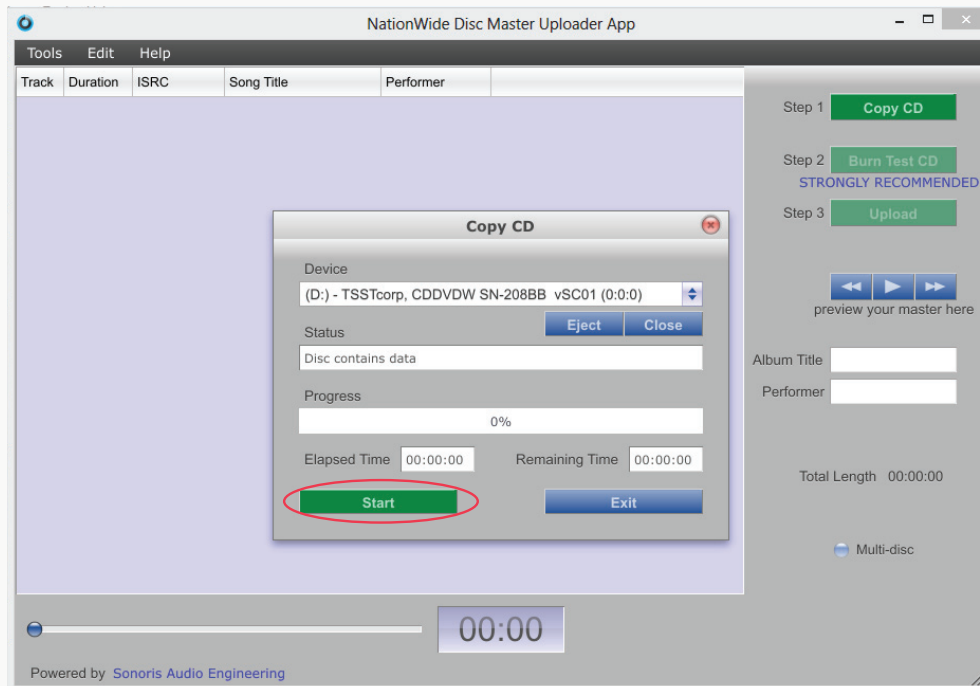 NationWide Disc Master Uploader App
Tools Edit Help
Track Duration ISRC Song Title Performer
Step 1 Copy CD
Step 2 Burn Test CD
STRONGLY RECOMMENDED
Step 3 Upload
preview your master here
Album Title
Performer
Total Length 00:00:00
Multi-disc
Copy CD
Device
(D:) - TSSTcorp, CDDVDW SN-208BB vSC01 (0:0:0)
Eject Close
Status
Disc contains data
Progress
0%
Elapsed Time 00:00:00 Remaining Time 00:00:00
Start Exit
00:00
Powered by Sonoris Audio Engineering